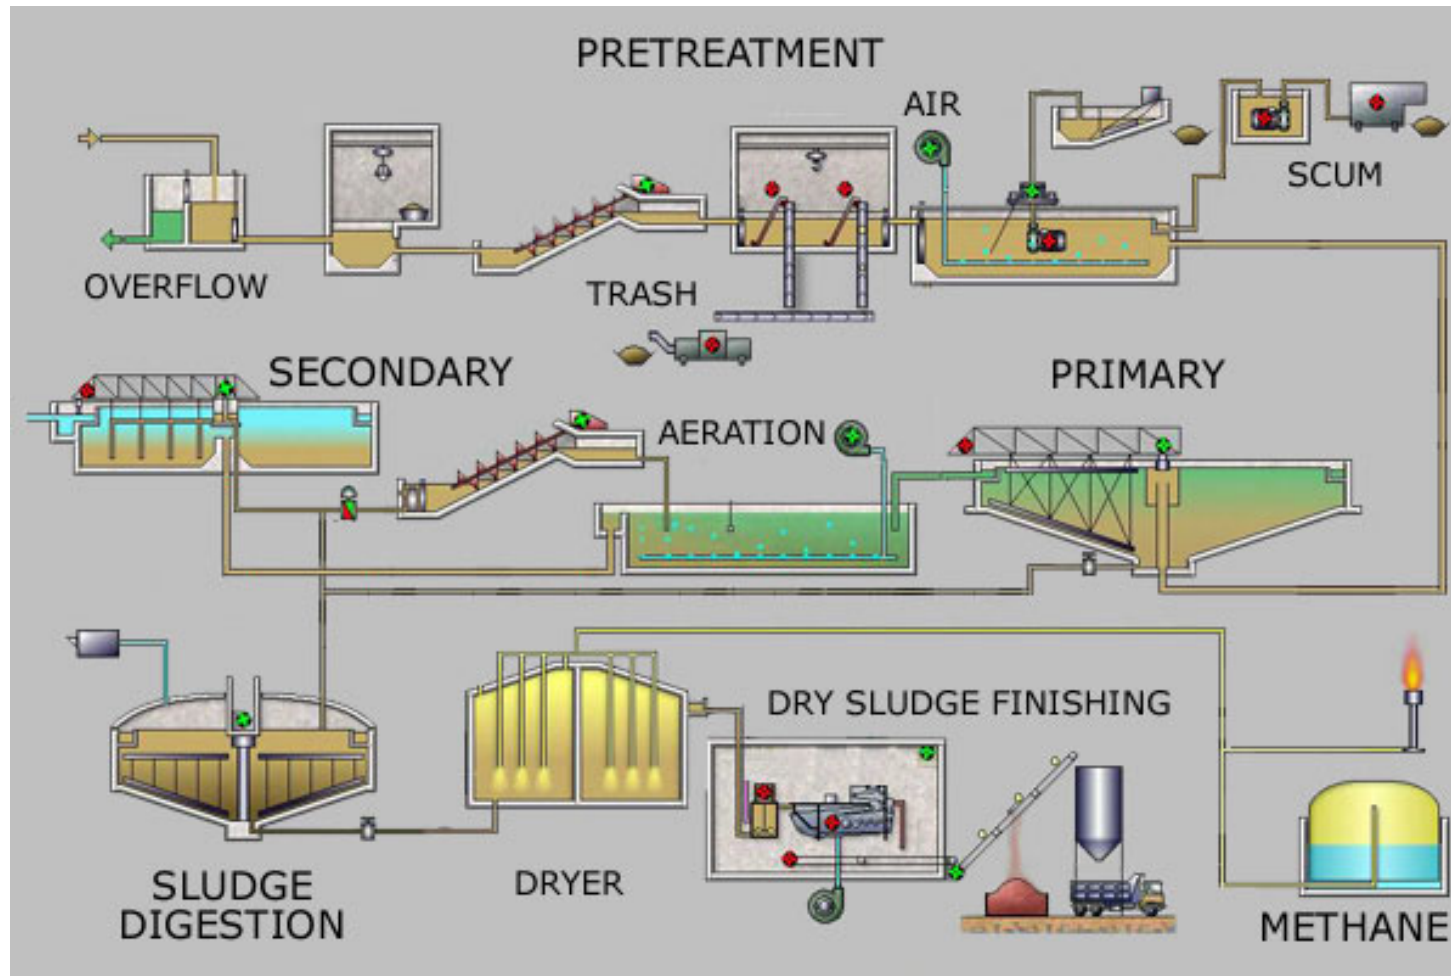 PRETREATMENT
AIR
SCUM
OVERFLOW
TRASH
SECONDARY
PRIMARY
AERATION
DRY SLUDGE FINISHING
SLUDGE
DIGESTION
DRYER
METHANE